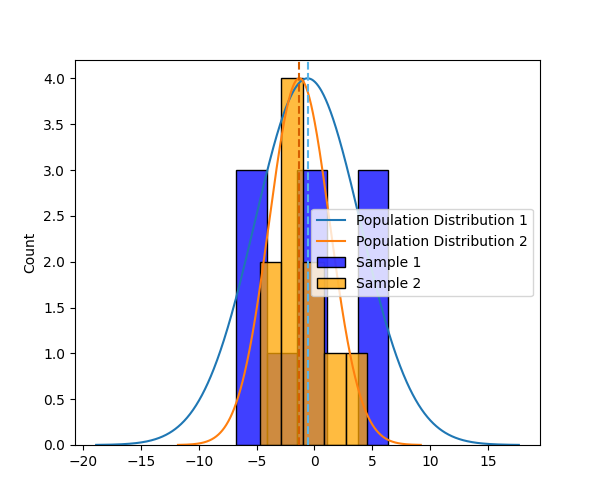 4.0
3.5
3.0
2.5
2.0
1.5
1.0
0.5
0.0
Count
Population Distribution 1
Population Distribution 2
Sample 1
Sample 2
−20 −15 −10 −5 0 5 10 15